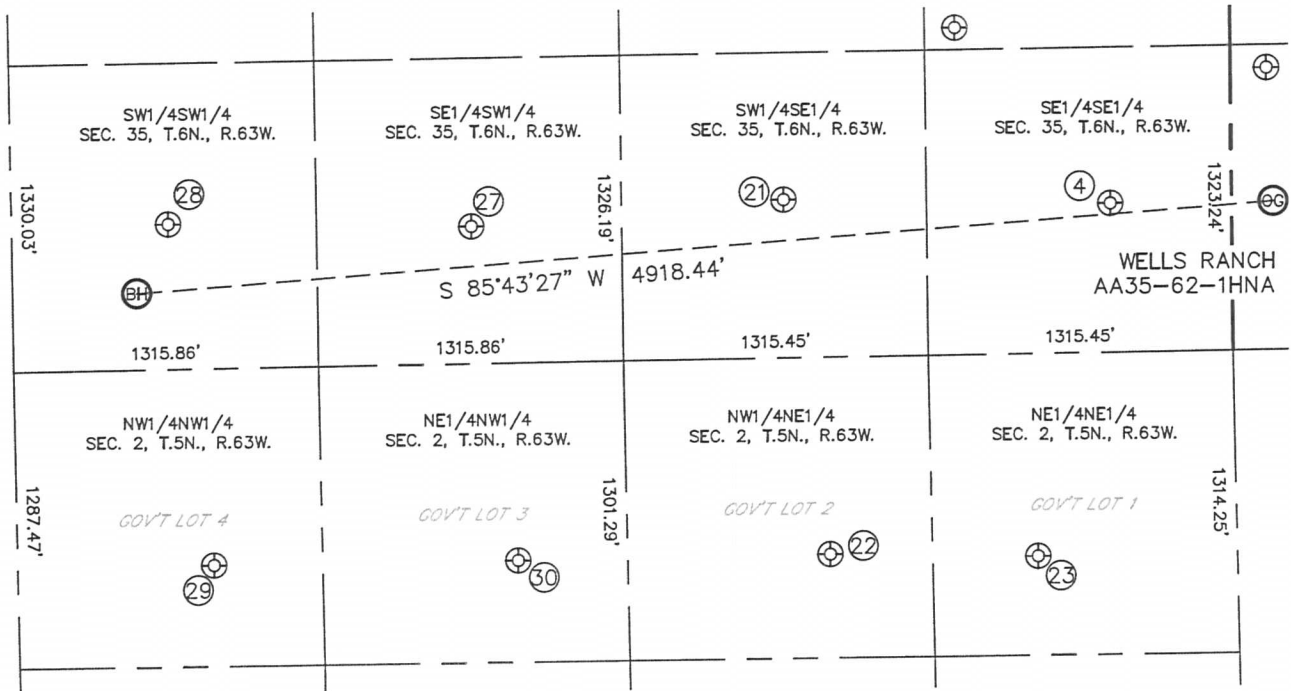 SW1/4SW1/4
SEC. 35, T.6N., R.63W.
SE1/4SW1/4
SEC. 35, T.6N., R.63W.
SW1/4SE1/4
SEC. 35, T.6N., R.63W.
SE1/4SE1/4
SEC. 35, T.6N., R.63W.
1330.03'
28
27
1326.19'
21
4
1323.24'
OG
BH
S 85°43'27" W 4918.44'
WELLS RANCH
AA35-62-1HNA
1315.86'
1315.86'
1315.45'
1315.45'
NW1/4NW1/4
SEC. 2, T.5N., R.63W.
NE1/4NW1/4
SEC. 2, T.5N., R.63W.
NW1/4NE1/4
SEC. 2, T.5N., R.63W.
NE1/4NE1/4
SEC. 2, T.5N., R.63W.
1287.47'
GOV'T LOT 4
GOV'T LOT 3
1301.29'
GOV'T LOT 2
GOV'T LOT 1
1314.25'
29
30
22
23